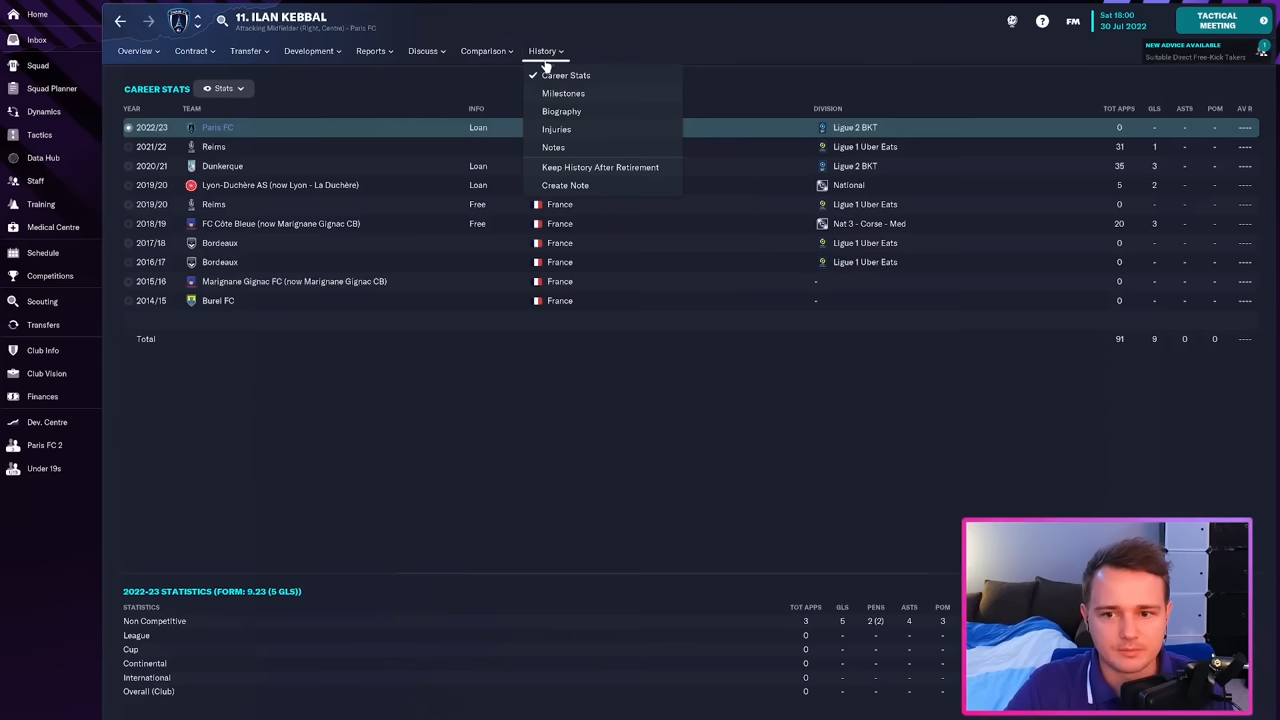 Home
Inbox
Squad
Squad Planner
Dynamics
Tactics
Data Hub
Staff
Training
Medical Centre
Schedule
Competitions
Scouting
Transfers
Club Info
Club Vision
Finances
Dev. Centre
Paris FC 2
Under 19s
11. ILAN KEBBAL
Attacking Midfielder (Right, Centre) - Paris FC
FM
Sat 18:00
30 Jul 2022
TACTICAL MEETING
NEW ADVICE AVAILABLE 1
Suitable Direct Free-Kick Takers
Overview Contract Transfer Development Reports Discuss Comparison History
Career Stats
Milestones
Biography
Injuries
Notes
Keep History After Retirement
Create Note
CAREER STATS Stats
YEAR TEAM INFO DIVISION TOT APPS GLS ASTS POM AV R
2022/23 Paris FC Loan Ligue 2 BKT 0 - - - ----
2021/22 Reims Ligue 1 Uber Eats 31 1 - - ----
2020/21 Dunkerque Loan Ligue 2 BKT 35 3 - - ----
2019/20 Lyon-Duchère AS (now Lyon - La Duchère) Loan National 5 2 - - ----
2019/20 Reims Free France Ligue 1 Uber Eats 0 - - - ----
2018/19 FC Côte Bleue (now Marignane Gignac CB) Free France Nat 3 - Corse - Med 20 3 - - ----
2017/18 Bordeaux France Ligue 1 Uber Eats 0 - - - ----
2016/17 Bordeaux France Ligue 1 Uber Eats 0 - - - ----
2015/16 Marignane Gignac FC (now Marignane Gignac CB) France - 0 - - - ----
2014/15 Burel FC France - 0 - - - ----
Total 91 9 0 0 ----
2022-23 STATISTICS (FORM: 9.23 (5 GLS))
STATISTICS TOT APPS GLS PENS ASTS POM
Non Competitive 3 5 2 (2) 4 3
League 0 - - - -
Cup 0 - - - -
Continental 0 - - - -
International 0 - - - -
Overall (Club) 0 - - - -